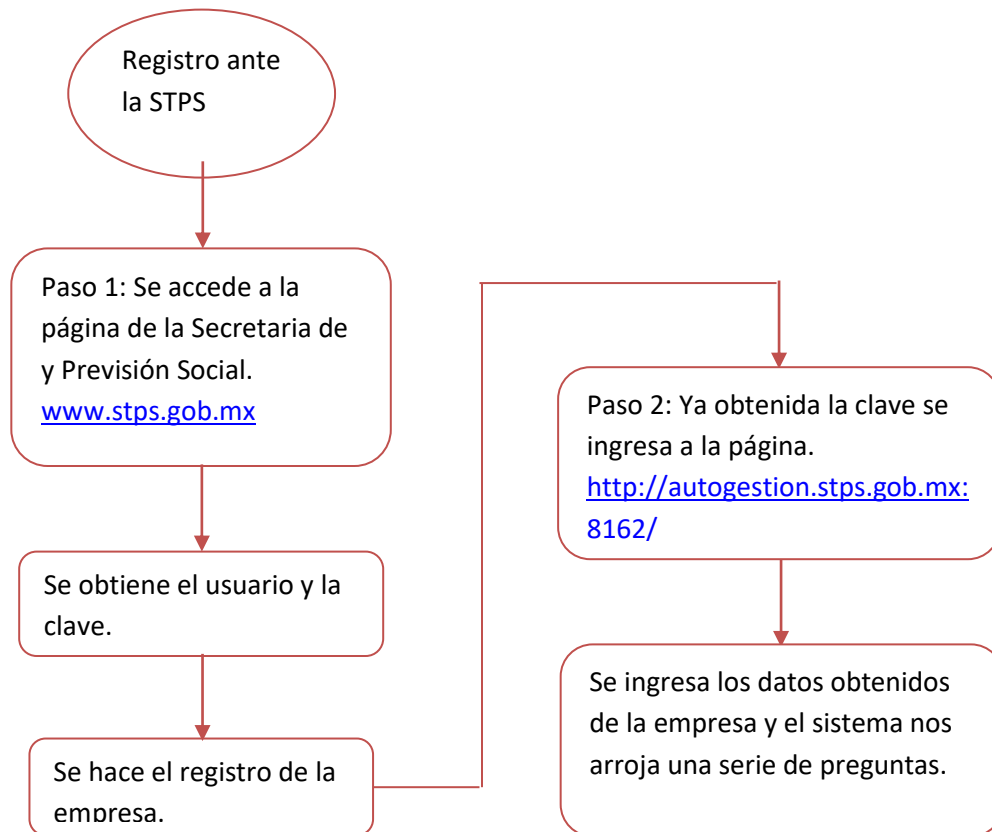 Registro ante
la STPS
Paso 1: Se accede a la
página de la Secretaria de
y Previsión Social.
www.stps.gob.mx
Se obtiene el usuario y la
clave.
Se hace el registro de la
empresa.
Paso 2: Ya obtenida la clave se
ingresa a la página.
http://autogestion.stps.gob.mx:
8162/
Se ingresa los datos obtenidos
de la empresa y el sistema nos
arroja una serie de preguntas.